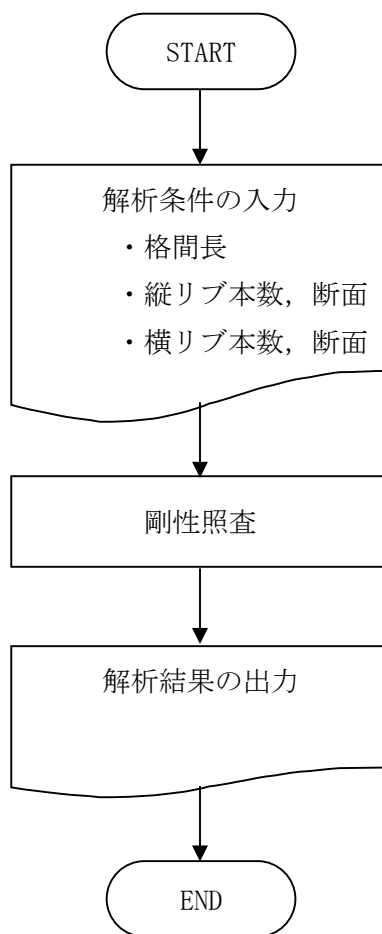 START
解析条件の入力
・格間長
・縦リブ本数，断面
・横リブ本数，断面
剛性照査
解析結果の出力
END